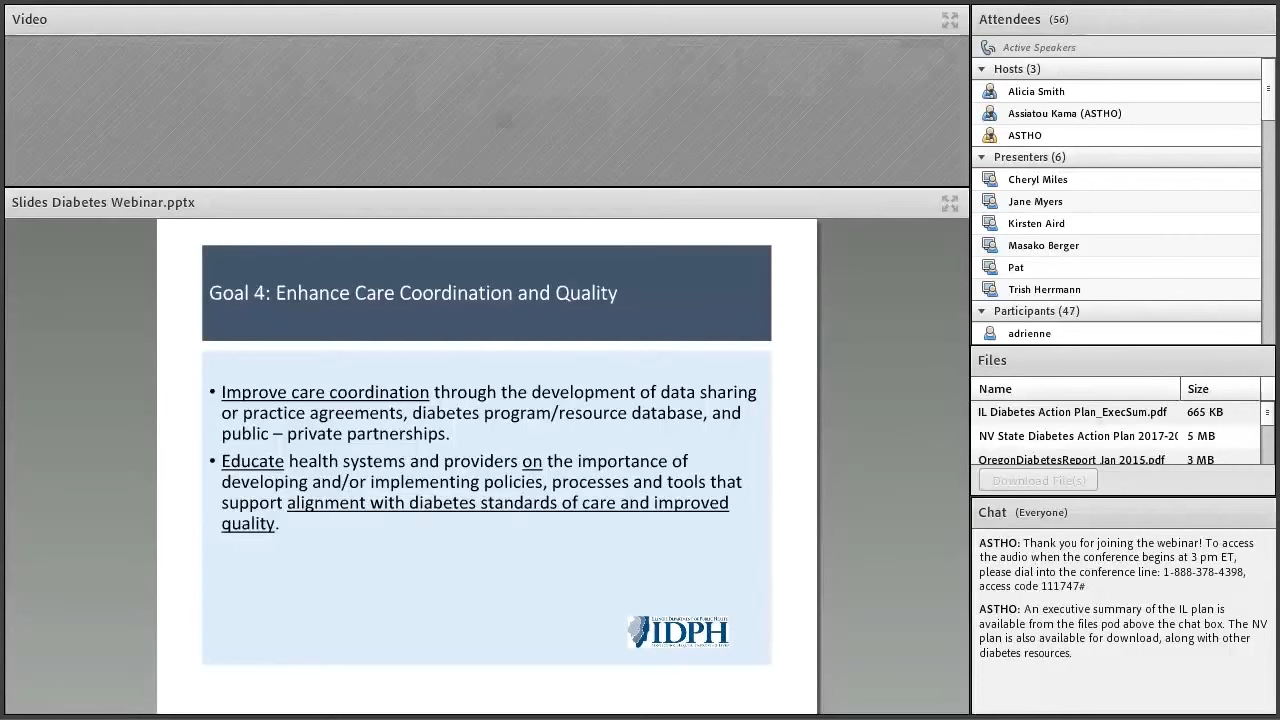 Video
Slides Diabetes Webinar.pptx
Goal 4: Enhance Care Coordination and Quality
• Improve care coordination through the development of data sharing
or practice agreements, diabetes program/resource database, and
public – private partnerships.
• Educate health systems and providers on the importance of
developing and/or implementing policies, processes and tools that
support alignment with diabetes standards of care and improved
quality.
IDPH
Attendees (56)
Active Speakers
Hosts (3)
Alicia Smith
Assiatou Kama (ASTHO)
ASTHO
Presenters (6)
Cheryl Miles
Jane Myers
Kirsten Aird
Masako Berger
Pat
Trish Herrmann
Participants (47)
adrienne
Files
Name Size
IL Diabetes Action Plan_ExecSum.pdf 665 KB
NV State Diabetes Action Plan 2017-20 5 MB
OregonDiabetesReport Jan 2015.pdf 3 MB
Download File(s)
Chat (Everyone)
ASTHO: Thank you for joining the webinar! To access
the audio when the conference begins at 3 pm ET,
please dial into the conference line: 1-888-378-4398,
access code 111747#
ASTHO: An executive summary of the IL plan is
available from the files pod above the chat box. The NV
plan is also available for download, along with other
diabetes resources.